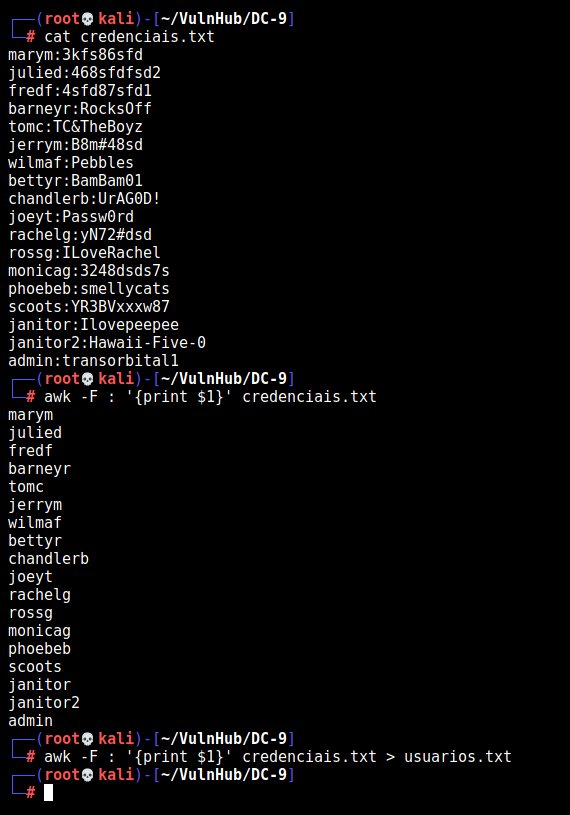 ┌──(root💀kali)-[~/VulnHub/DC-9]
└─# cat credenciais.txt
marym:3kfs86sfd
julied:468sfdfsd2
fredf:4sfd87sfd1
barneyr:RocksOff
tomc:TC&TheBoyz
jerrym:B8m#48sd
wilmaf:Pebbles
bettyr:BamBam01
chandlerb:UrAG0D!
joeyt:Passw0rd
rachelg:yN72#dsd
rossg:ILoveRachel
monicag:3248dsds7s
phoebeb:smellycats
scoots:YR3BVxxxw87
janitor:Ilovepeepee
janitor2:Hawaii-Five-0
admin:transorbital1
┌──(root💀kali)-[~/VulnHub/DC-9]
└─# awk -F : '{print $1}' credenciais.txt
marym
julied
fredf
barneyr
tomc
jerrym
wilmaf
bettyr
chandlerb
joeyt
rachelg
rossg
monicag
phoebeb
scoots
janitor
janitor2
admin
┌──(root💀kali)-[~/VulnHub/DC-9]
└─# awk -F : '{print $1}' credenciais.txt > usuarios.txt
┌──(root💀kali)-[~/VulnHub/DC-9]
└─#